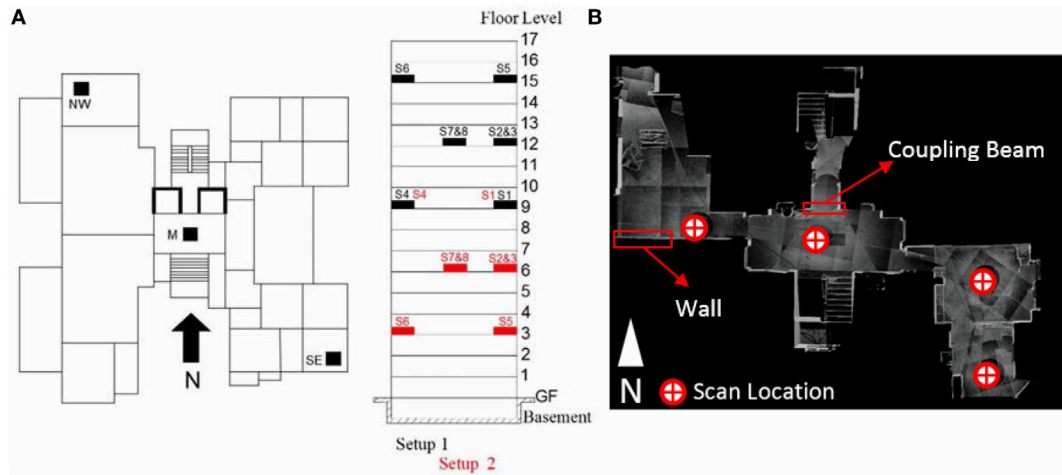 A
Floor Level
17
16
S6 S5
15
14
13
S7&8 S2&3
12
11
10
S4 S4 S1 S1
9
8
7
S7&8 S2&3
6
5
4
S6 S5
3
2
1
GF
Basement
Setup 1
Setup 2
NW
M
N
SE
B
Coupling Beam
Wall
N
Scan Location